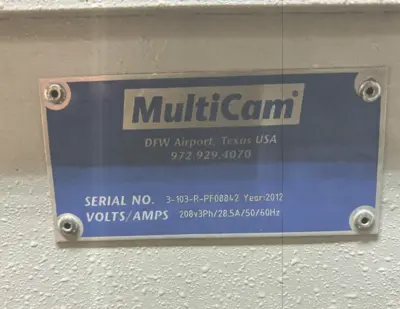 MultiCam®
DFW Airport, Texas USA
972.929.4070
SERIAL NO. 3-103-R-PF08842 Year:2012
VOLTS/AMPS 208v3Ph/28.5A/50/60Hz